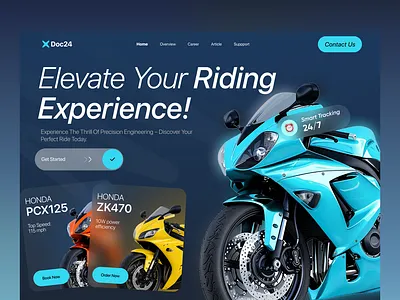 Doc24
Home Overview Career Article Suppport
Contact Us
Elevate Your Riding
Experience!
Experience The Thrill Of Precision Engineering – Discover Your
Perfect Ride Today.
Get Started
Smart Tracking
24/7
HONDA
PCX125
Top Speed
115 mph
Book Now
HONDA
ZK470
10W power
efficiency
Order Now